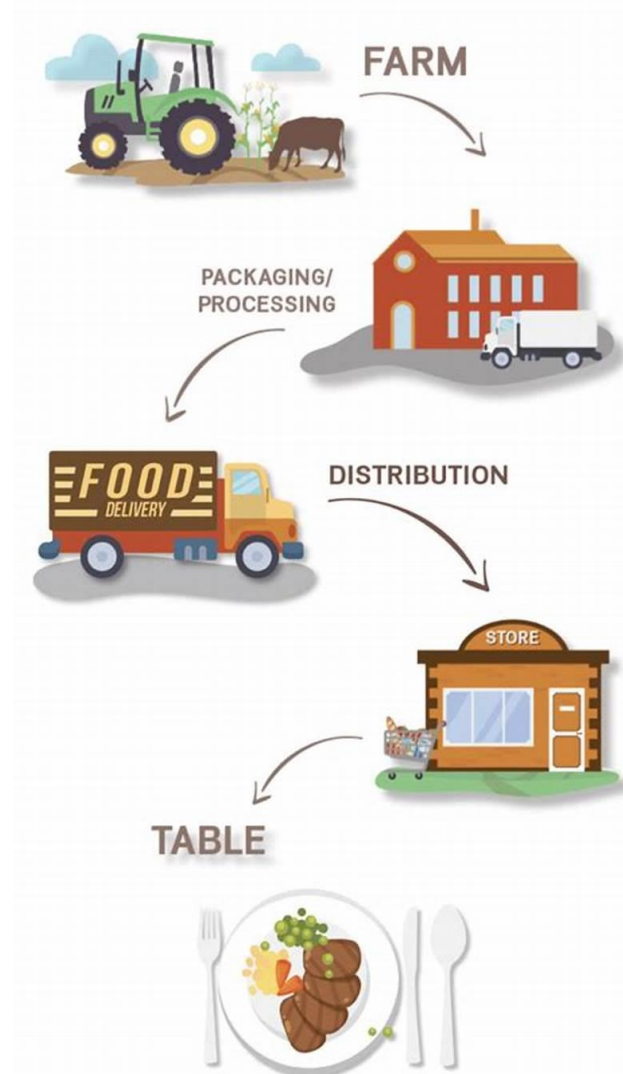 FARM
PACKAGING/
PROCESSING
FOOD
DELIVERY
DISTRIBUTION
STORE
TABLE